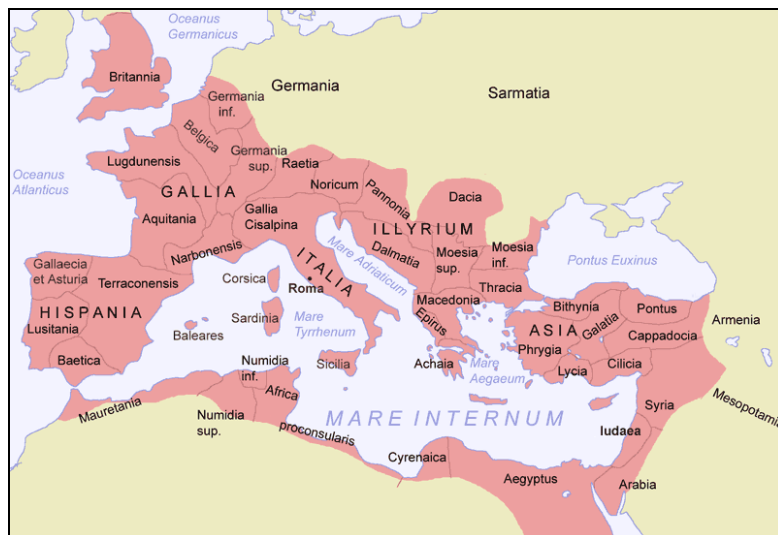 Oceanus
Germanicus
Britannia
Germania
Sarmatia
Germania
inf.
Belgica
Lugdunensis
Germania
sup.
Raetia
Oceanus
Atlanticus
GALLIA
Noricum
Pannonia
Dacia
Aquitania
Gallia
Cisalpina
ILLYRIUM
Mare Adriaticum
Dalmatia
Moesia
sup.
Moesia
inf.
Narbonensis
ITALIA
Pontus Euxinus
Gallaecia
et Asturia
Terraconensis
Corsica
Roma
Thracia
Macedonia
HISPANIA
Sardinia
Mare
Tyrrhenum
Epirus
Bithynia
Pontus
Galatia
ASIA
Armenia
Lusitania
Baleares
Cappadocia
Phrygia
Baetica
Numidia
inf.
Sicilia
Achaia
Mare
Aegaeum
Lycia
Cilicia
Africa
Mauretania
Numidia
sup.
proconsularis
MARE INTERNUM
Syria
Mesopotamia
Iudaea
Cyrenaica
Aegyptus
Arabia